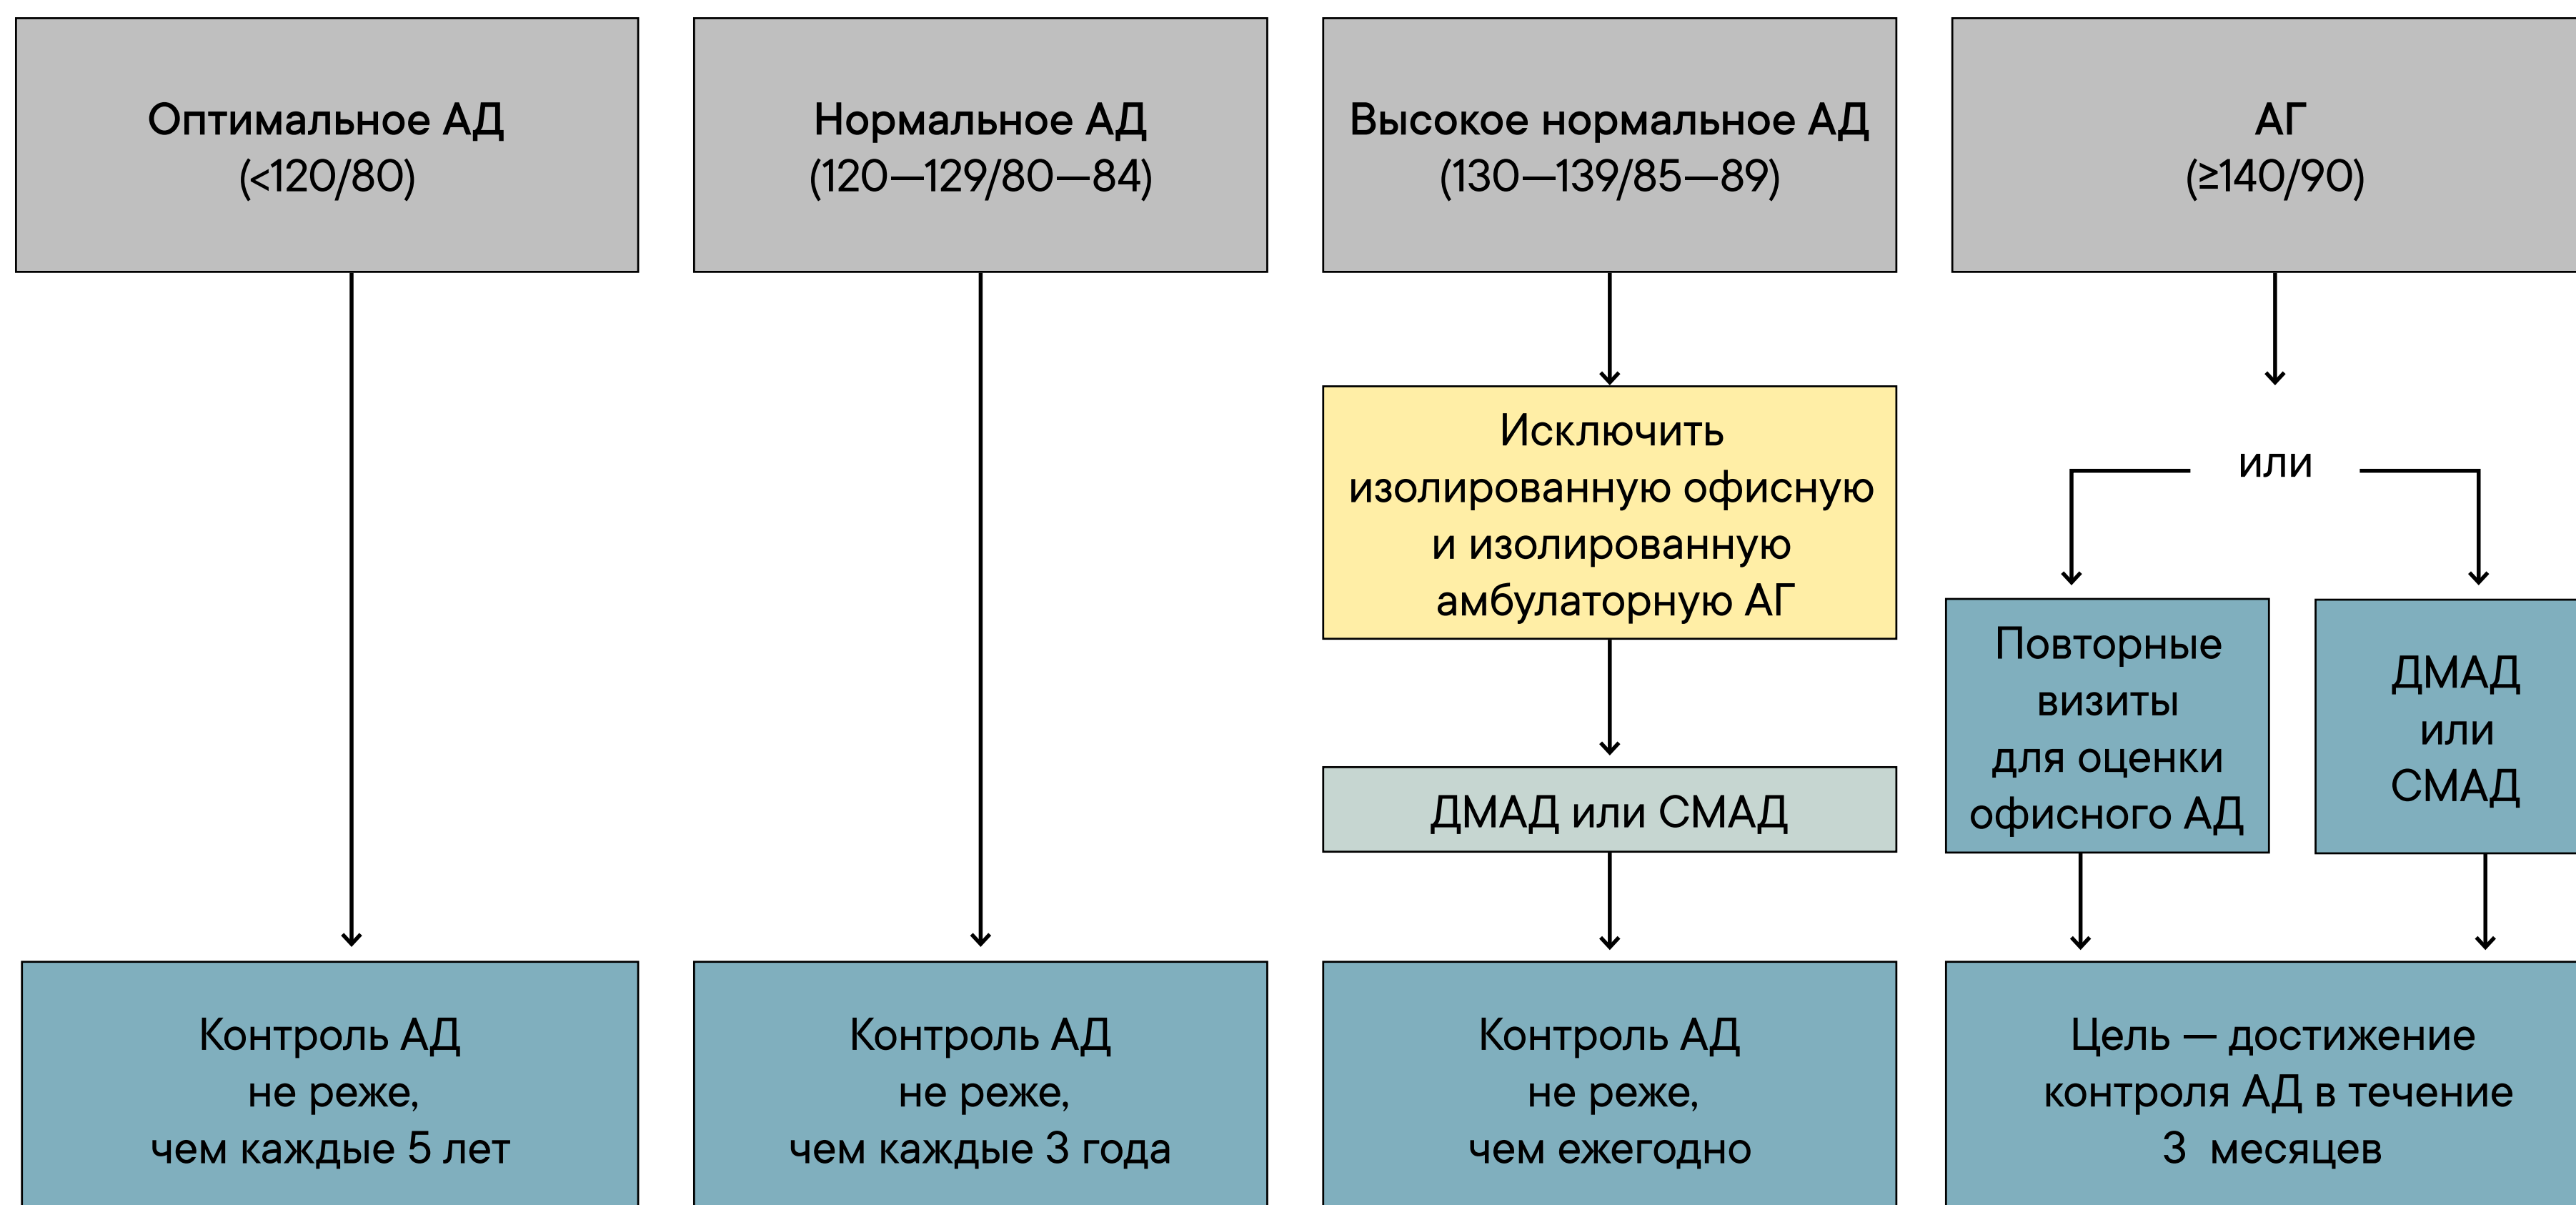 Оптимальное АД
(<120/80)
Нормальное АД
(120—129/80—84)
Высокое нормальное АД
(130—139/85—89)
АГ
(≥140/90)
Исключить
изолированную офисную
и изолированную
амбулаторную АГ
или
Повторные
визиты
для оценки
офисного АД
ДМАД
или
СМАД
ДМАД или СМАД
Контроль АД
не реже,
чем каждые 5 лет
Контроль АД
не реже,
чем каждые 3 года
Контроль АД
не реже,
чем ежегодно
Цель — достижение
контроля АД в течение
3 месяцев